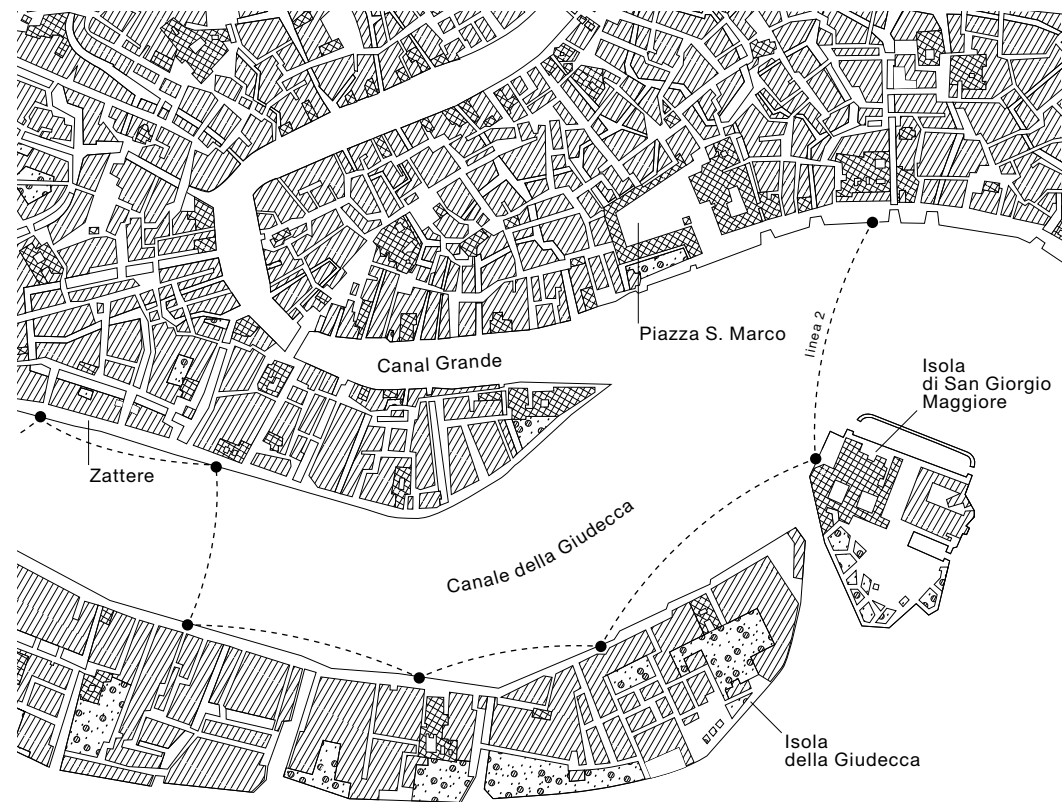 linea 2
Piazza S. Marco
Canal Grande
Isola
di San Giorgio
Maggiore
Zattere
Canale della Giudecca
Isola
della Giudecca